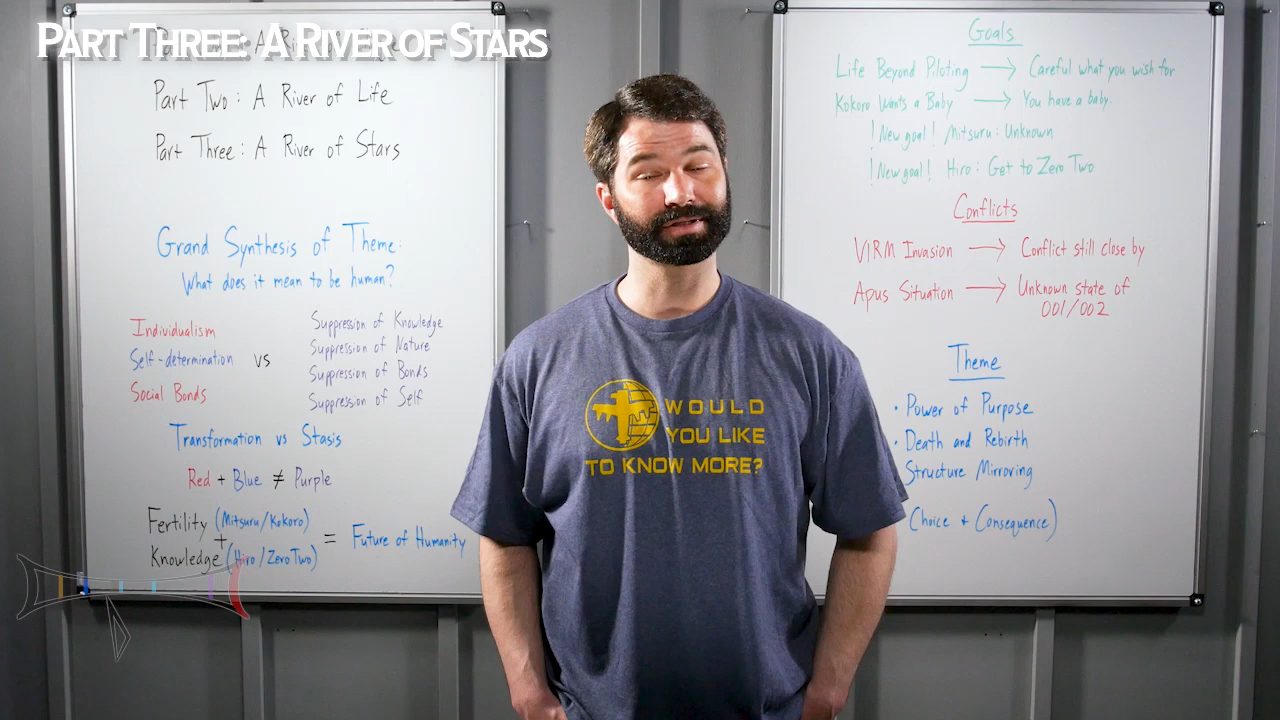 Part Three: A River of Stars
Part Two: A River of Life
Part Three: A River of Stars
Grand Synthesis of Theme:
What does it mean to be human?
Individualism
Self-determination
Social Bonds
vs
Suppression of Knowledge
Suppression of Nature
Suppression of Bonds
Suppression of Self
Transformation vs Stasis
Red + Blue ≠ Purple
Fertility (Mitsuru/Kokoro)
+
Knowledge (Hiro/Zero Two)
= Future of Humanity
WOULD
YOU LIKE
TO KNOW MORE?
Goals
Life Beyond Piloting → Careful what you wish for
Kokoro Wants a Baby → You have a baby.
! New goal! Mitsuru: Unknown
! New goal! Hiro: Get to Zero Two
Conflicts
VIRM Invasion → Conflict still close by
Apus Situation → Unknown state of
001/002
Theme
• Power of Purpose
• Death and Rebirth
Structure Mirroring
(Choice + Consequence)